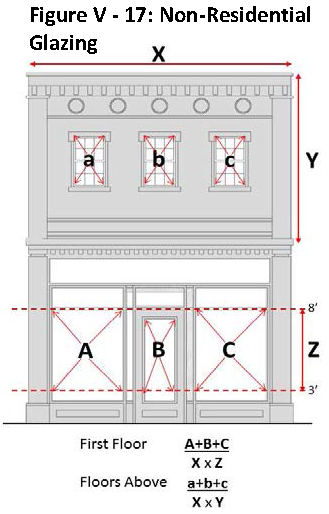 Figure V - 17: Non-Residential
Glazing
X
a b c
Y
8'
A B C
Z
3'
First Floor A+B+C
X x Z
Floors Above a+b+c
X x Y